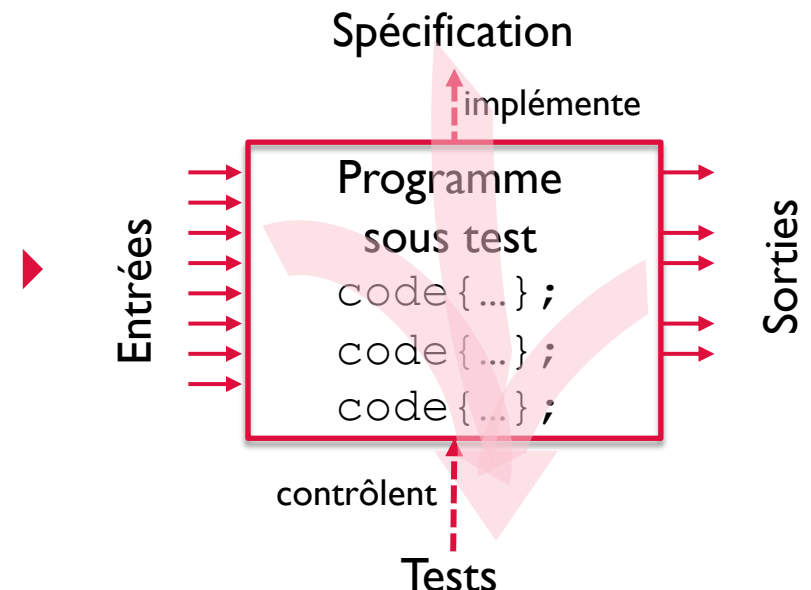 Spécification
implémente
Programme
sous test
code{…};
code{…};
code{…};
Entrées
Sorties
contrôlent
Tests